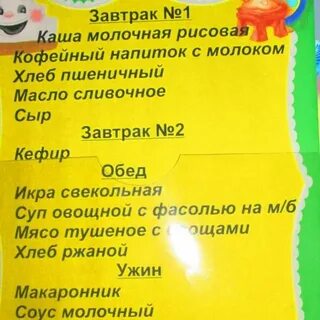 Завтрак №1
Каша молочная рисовая
Кофейный напиток с молоком
Хлеб пшеничный
Масло сливочное
Сыр
Завтрак №2
Кефир
Обед
Икра свекольная
Суп овощной с фасолью на м/б
Мясо тушеное с овощами
Хлеб ржаной
Ужин
Макаронник
Соус молочный